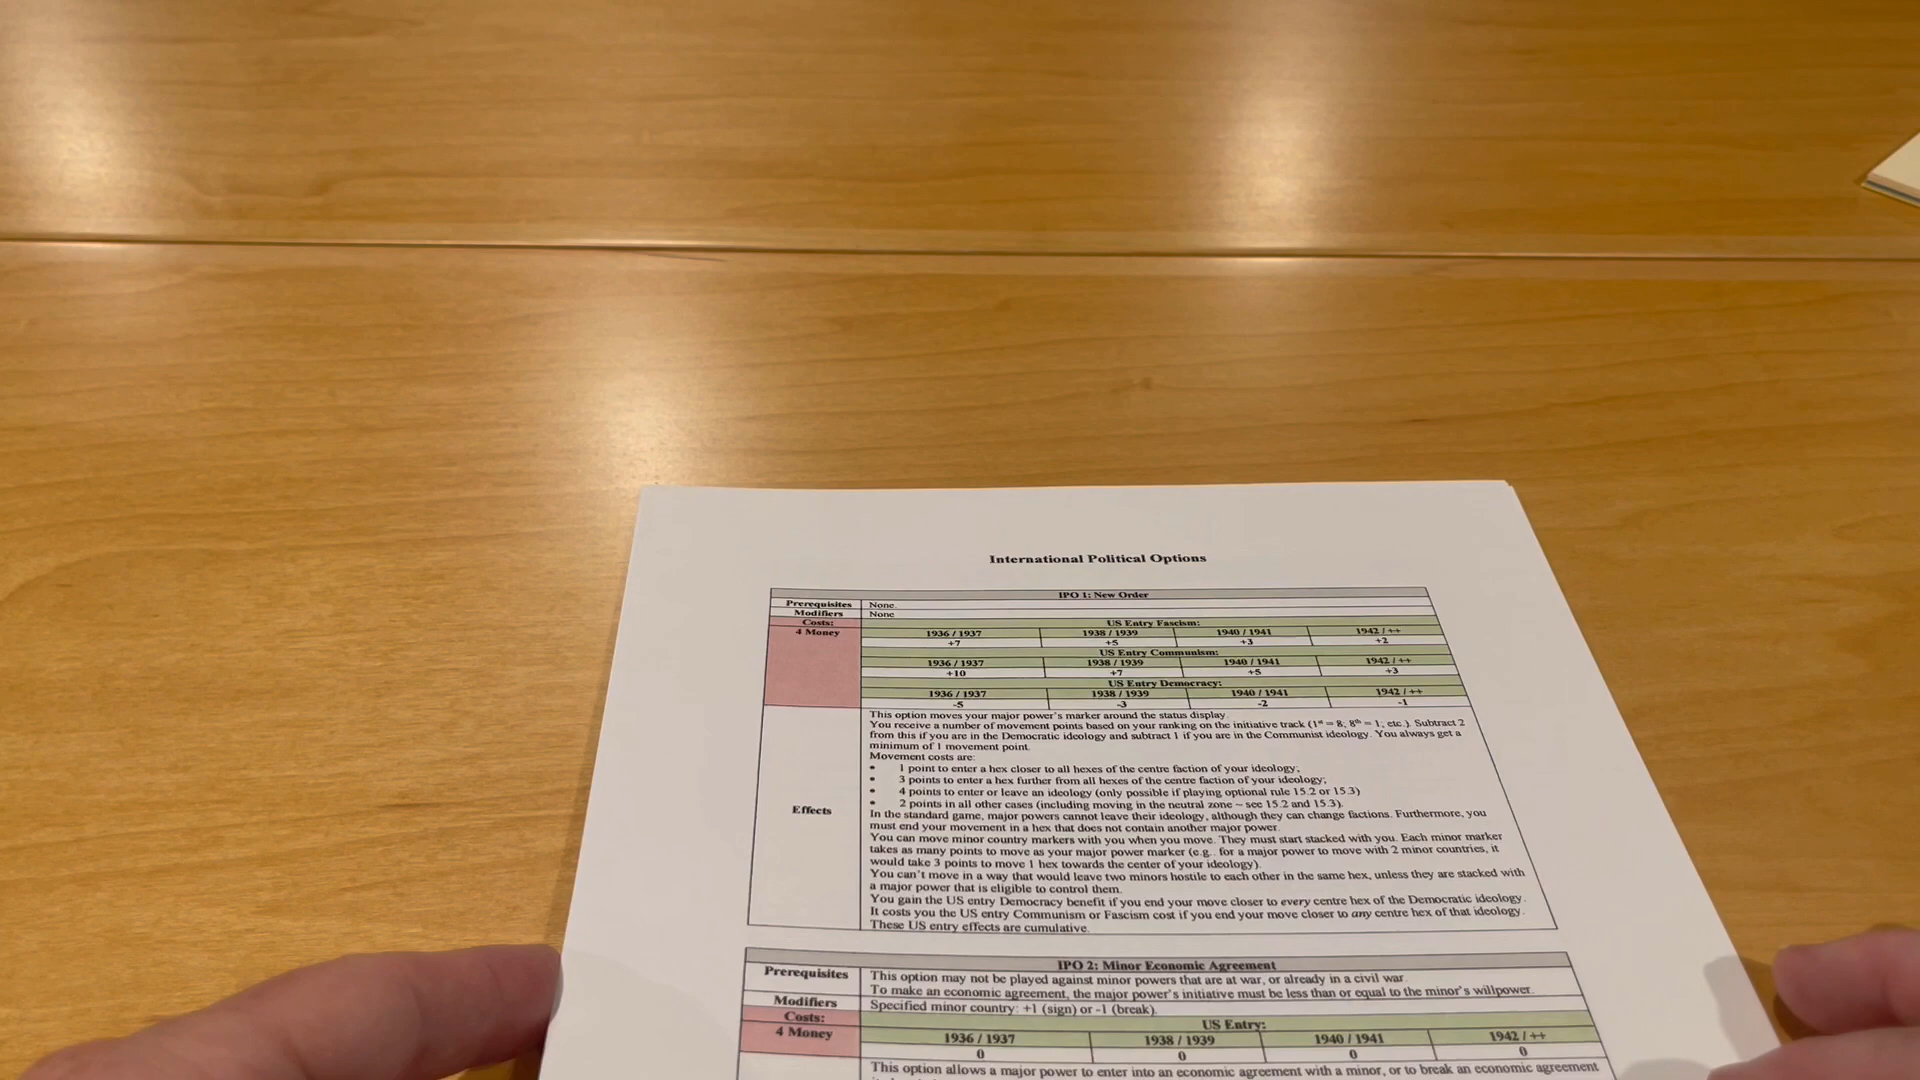 International Political Options
IPO 1: New Order
Prerequisites None.
Modifiers None
Costs: US Entry Fascism:
4 Money 1936 / 1937 1938 / 1939 1940 / 1941 1942 / ++
+7 +5 +3 +2
US Entry Communism:
1936 / 1937 1938 / 1939 1940 / 1941 1942 / ++
+10 +7 +5 +3
US Entry Democracy:
1936 / 1937 1938 / 1939 1940 / 1941 1942 / ++
-5 -3 -2 -1
Effects
This option moves your major power's marker around the status display.
You receive a number of movement points based on your ranking on the initiative track (1st = 8, 8th = 1, etc.). Subtract 2
from this if you are in the Democratic ideology and subtract 1 if you are in the Communist ideology. You always get a
minimum of 1 movement point.
Movement costs are:
• 1 point to enter a hex closer to all hexes of the centre faction of your ideology;
• 3 points to enter a hex further from all hexes of the centre faction of your ideology;
• 4 points to enter or leave an ideology (only possible if playing optional rule 15.2 or 15.3)
• 2 points in all other cases (including moving in the neutral zone ~ see 15.2 and 15.3).
In the standard game, major powers cannot leave their ideology, although they can change factions. Furthermore, you
must end your movement in a hex that does not contain another major power.
You can move minor country markers with you when you move. They must start stacked with you. Each minor marker
takes as many points to move as your major power marker (e.g.. for a major power to move with 2 minor countries, it
would take 3 points to move 1 hex towards the center of your ideology).
You can't move in a way that would leave two minors hostile to each other in the same hex, unless they are stacked with
a major power that is eligible to control them.
You gain the US entry Democracy benefit if you end your move closer to every centre hex of the Democratic ideology.
It costs you the US entry Communism or Fascism cost if you end your move closer to any centre hex of that ideology.
These US entry effects are cumulative.
IPO 2: Minor Economic Agreement
Prerequisites This option may not be played against minor powers that are at war, or already in a civil war.
To make an economic agreement, the major power's initiative must be less than or equal to the minor's willpower.
Modifiers Specified minor country: +1 (sign) or -1 (break).
Costs: US Entry:
4 Money 1936 / 1937 1938 / 1939 1940 / 1941 1942 / ++
0 0 0 0
This option allows a major power to enter into an economic agreement with a minor, or to break an economic agreement